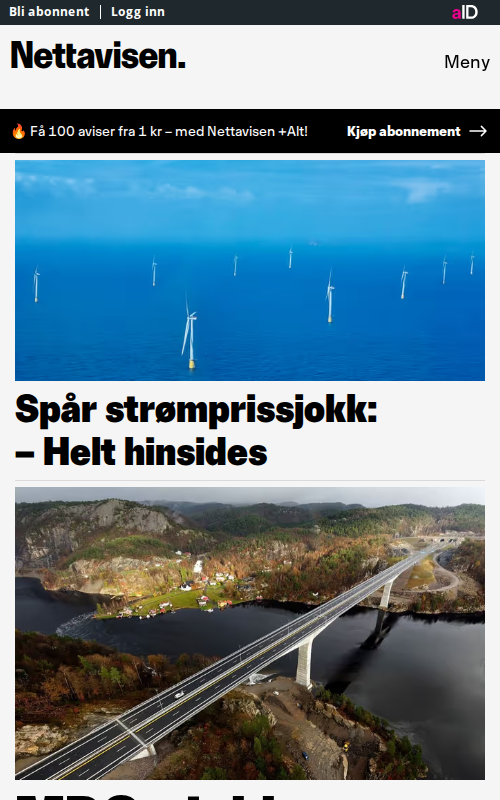 Bli abonnent | Logg inn
aID
Nettavisen.
Meny
🔥 Få 100 aviser fra 1 kr – med Nettavisen +Alt!
Kjøp abonnement →
Spår strømprissjokk:
– Helt hinsides